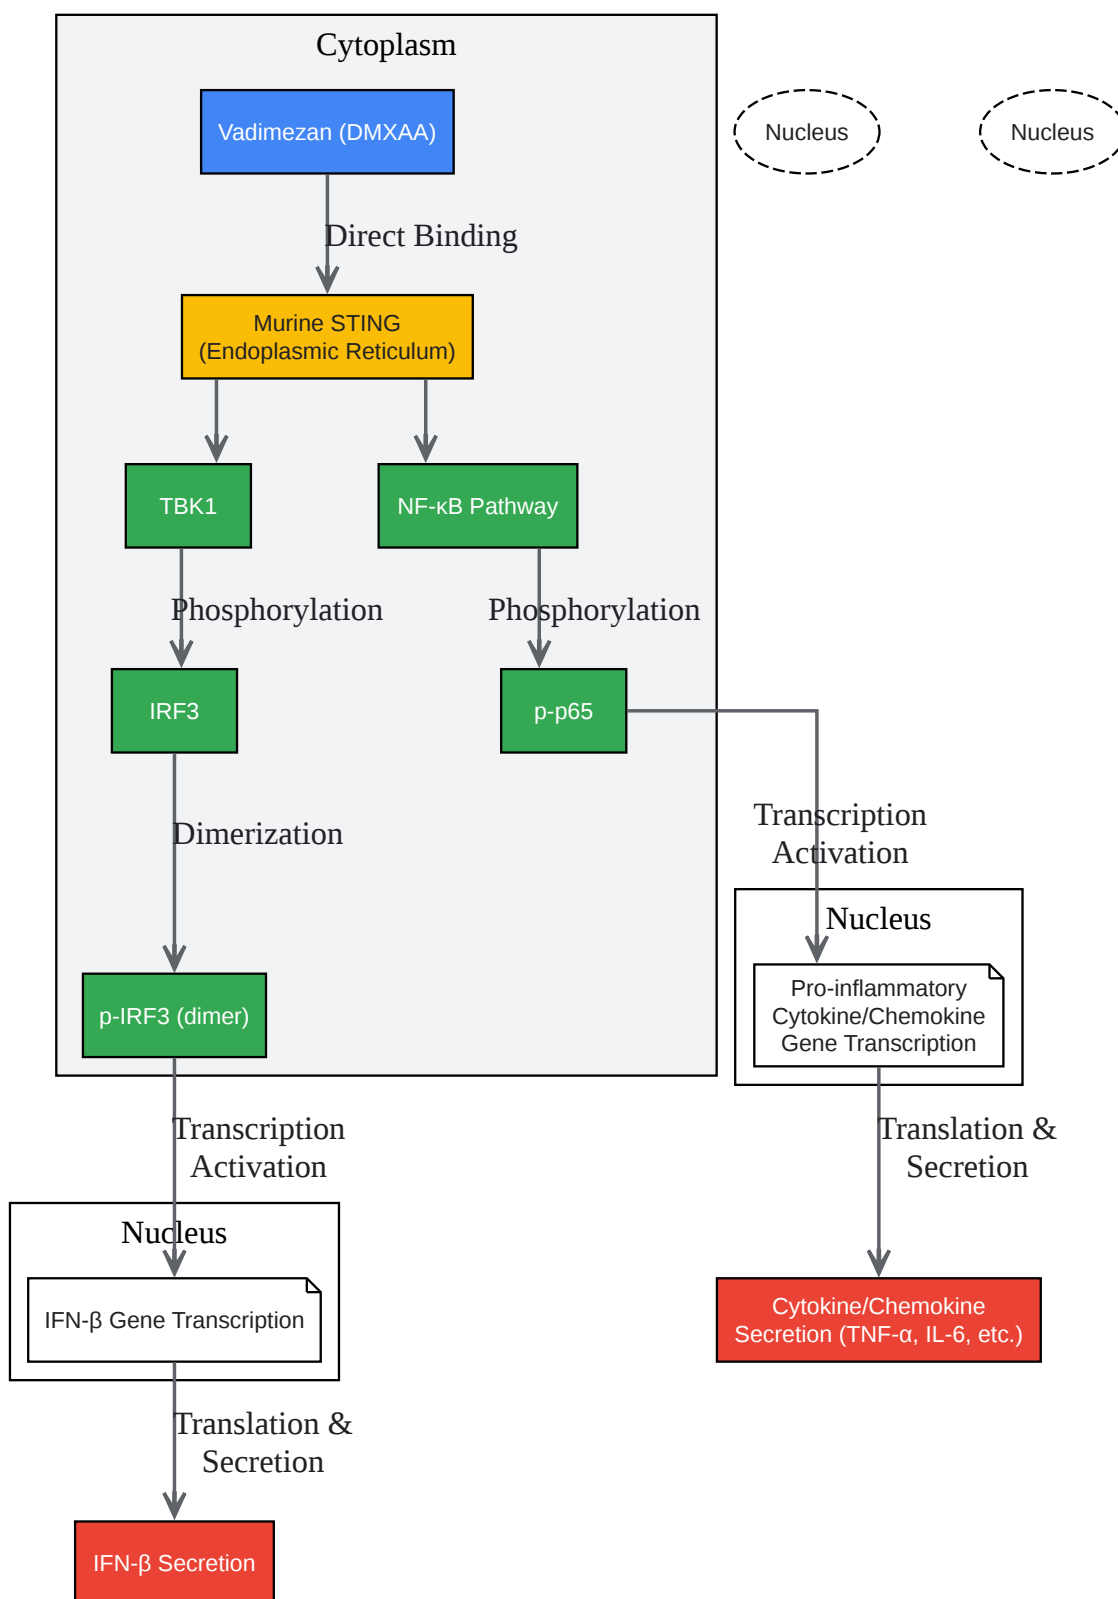 Cytoplasm
Vadimezan (DMXAA)
Nucleus
Nucleus
Direct Binding
Murine STING
(Endoplasmic Reticulum)
TBK1
NF-κB Pathway
Phosphorylation
Phosphorylation
IRF3
p-p65
Dimerization
Transcription
Activation
Nucleus
Pro-inflammatory
Cytokine/Chemokine
Gene Transcription
p-IRF3 (dimer)
Transcription
Activation
Translation &
Secretion
Nucleus
IFN-β Gene Transcription
Cytokine/Chemokine
Secretion (TNF-α, IL-6, etc.)
Translation &
Secretion
IFN-β Secretion